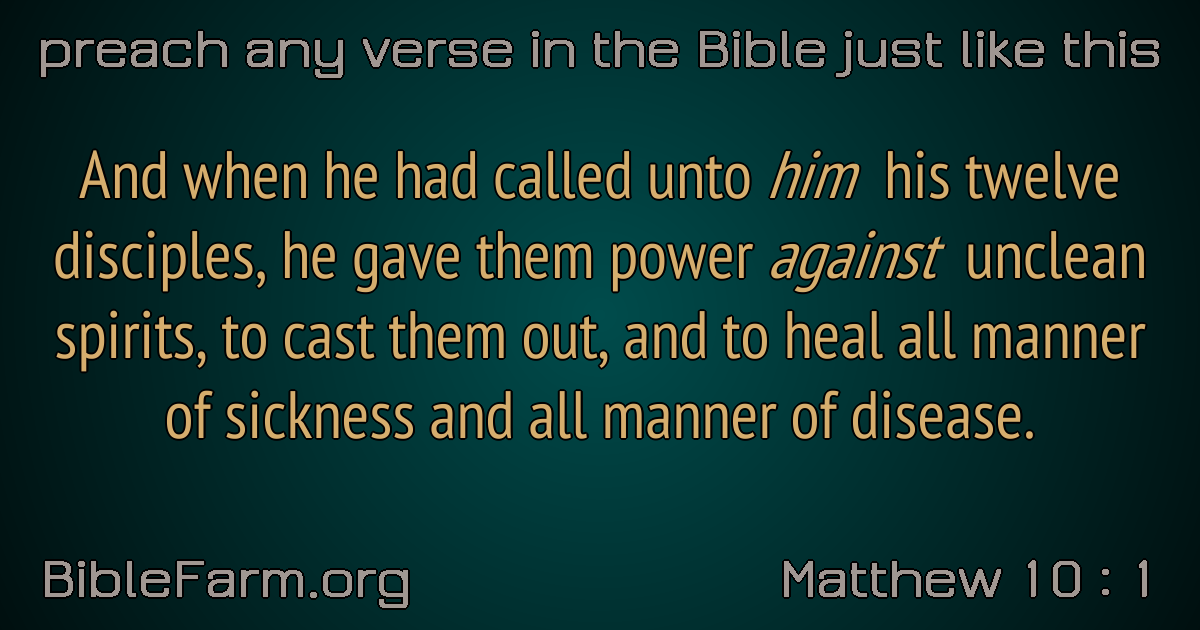 preach any verse in the Bible just like this
And when he had called unto him his twelve
disciples, he gave them power against unclean
spirits, to cast them out, and to heal all manner
of sickness and all manner of disease.
BibleFarm.org
Matthew 10 : 1